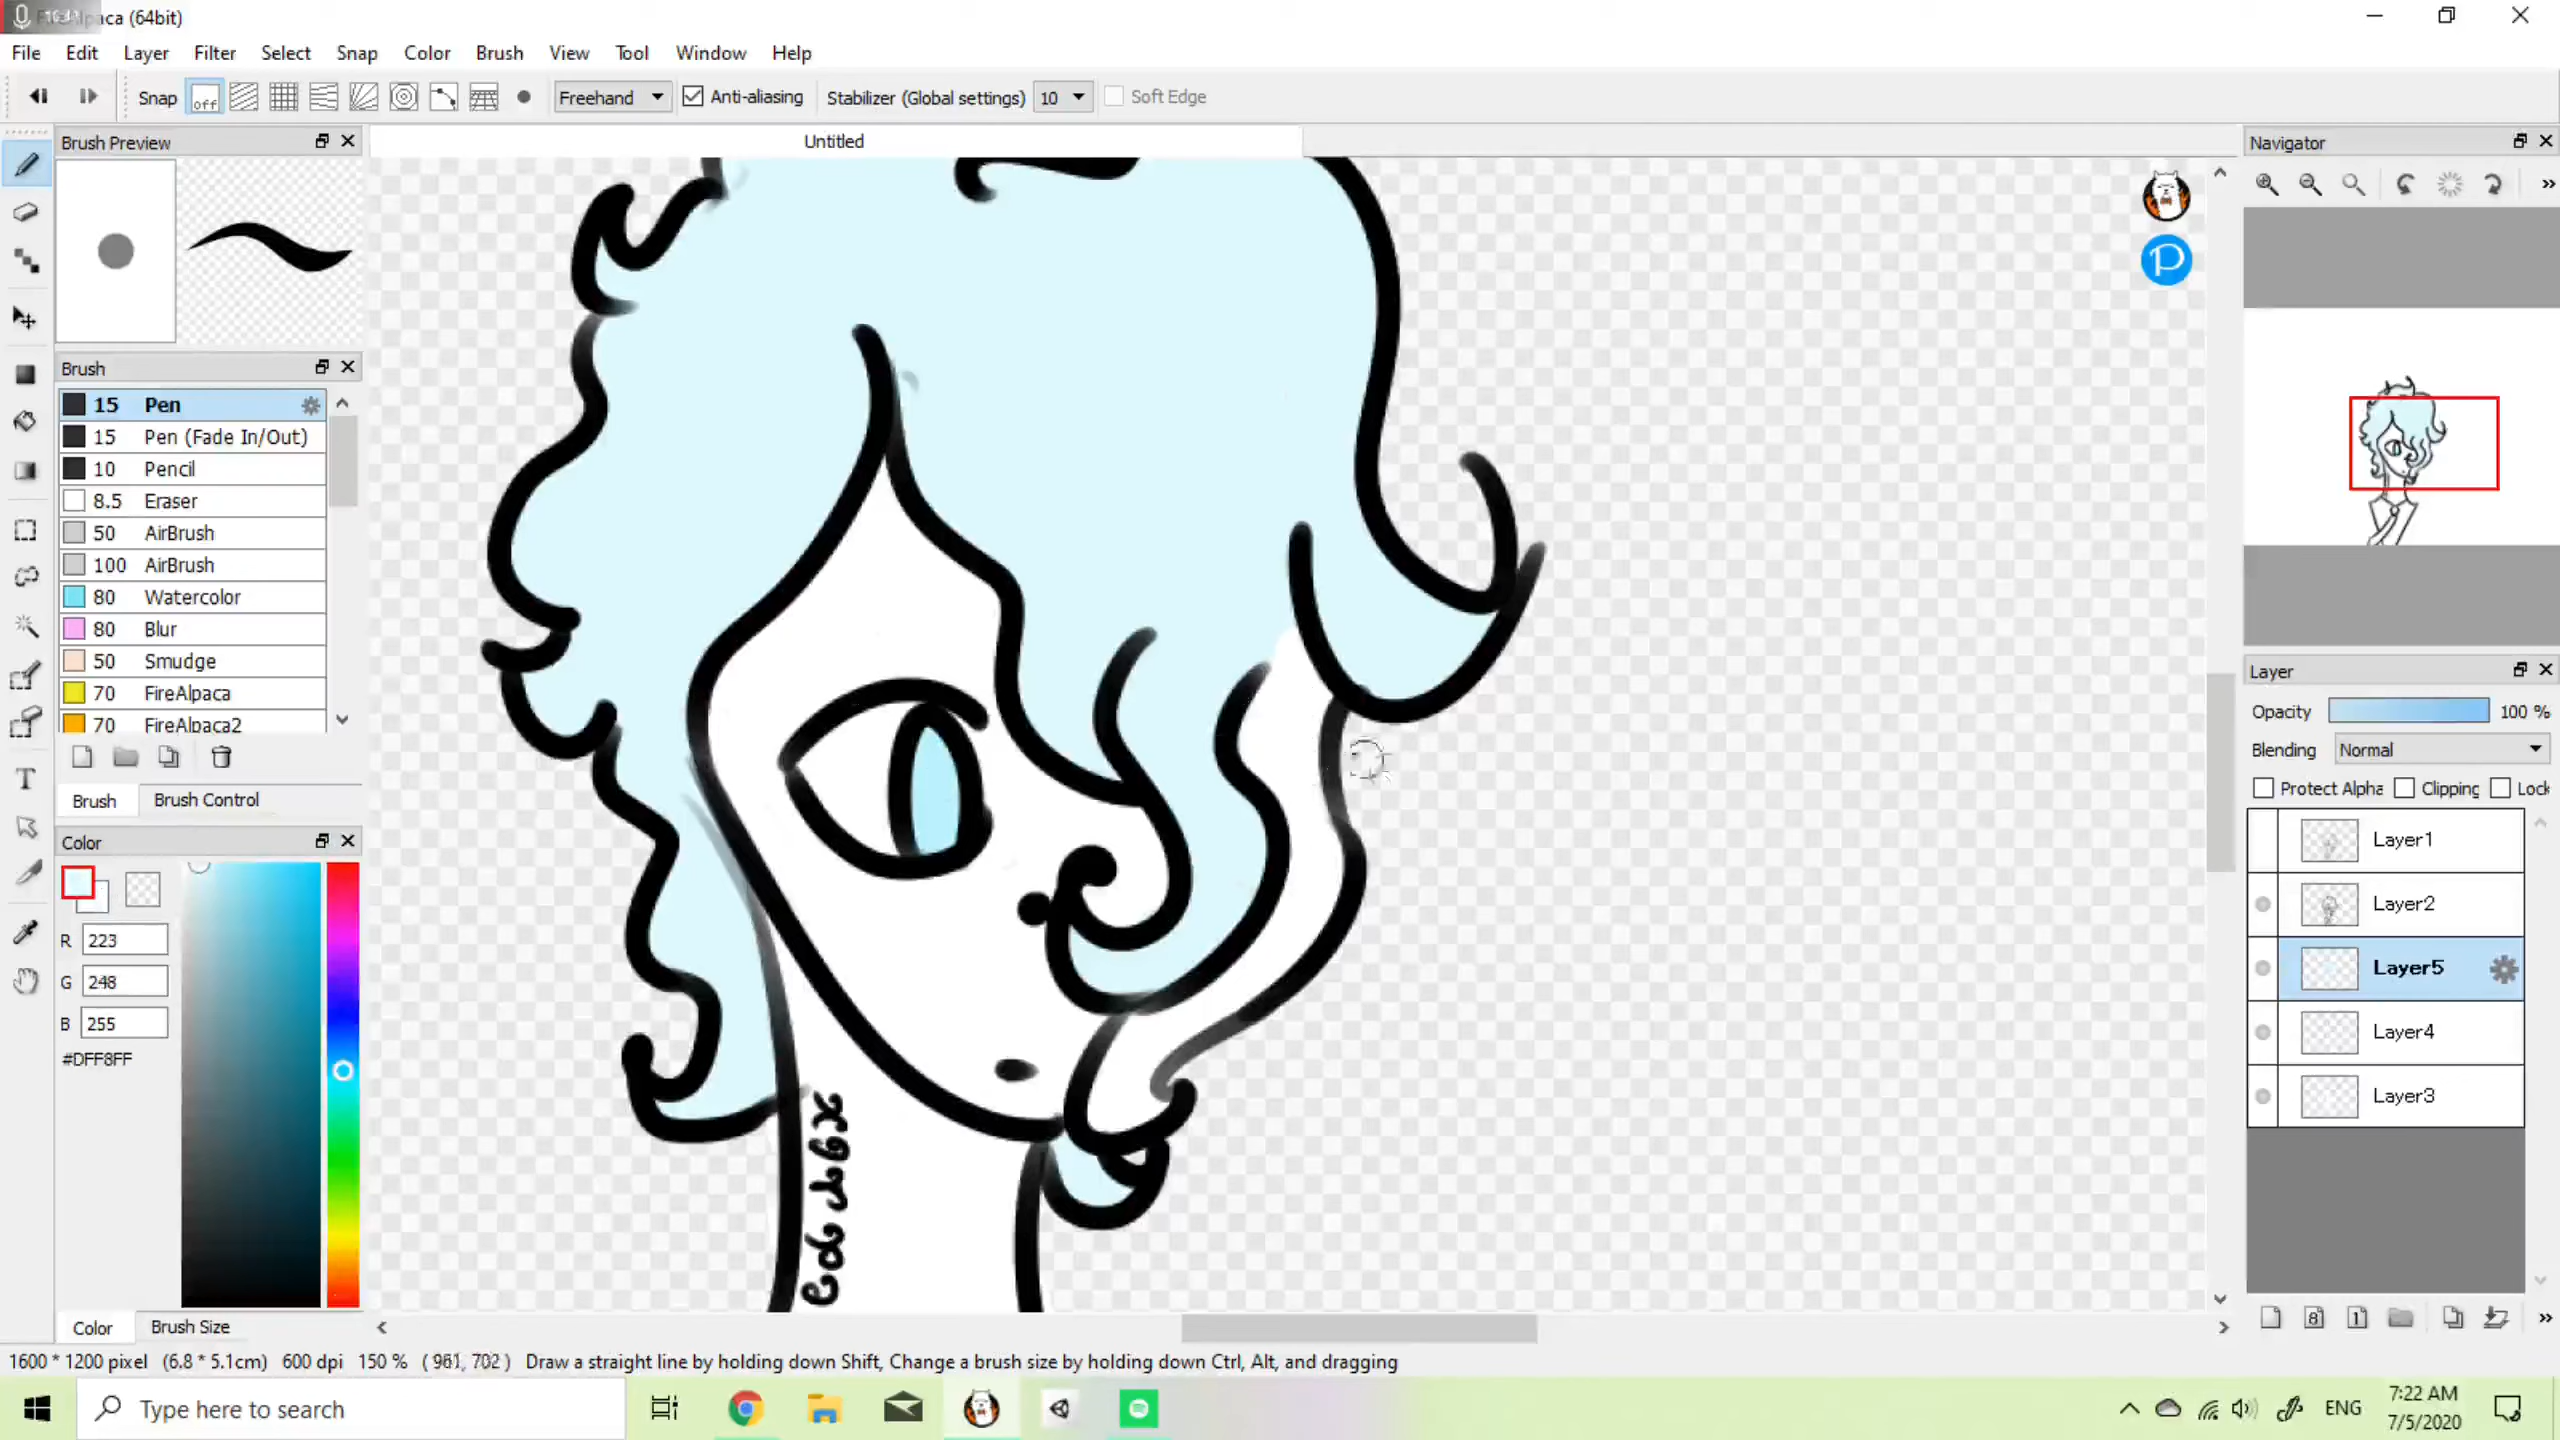 FireAlpaca (64bit)
File Edit Layer Filter Select Snap Color Brush View Tool Window Help
Snap off Freehand Anti-aliasing Stabilizer (Global settings) 10 Soft Edge
Brush Preview
Untitled
Navigator
Brush
15 Pen
15 Pen (Fade In/Out)
10 Pencil
8.5 Eraser
50 AirBrush
100 AirBrush
80 Watercolor
80 Blur
50 Smudge
70 FireAlpaca
70 FireAlpaca2
Brush Brush Control
Color
R 223
G 248
B 255
#DFF8FF
Color Brush Size
Layer
Opacity 100 %
Blending Normal
Protect Alpha Clipping Lock
Layer1
Layer2
Layer5
Layer4
Layer3
1600 * 1200 pixel (6.8 * 5.1cm) 600 dpi 150 % ( 961, 702 ) Draw a straight line by holding down Shift, Change a brush size by holding down Ctrl, Alt, and dragging
Type here to search
ENG
7:22 AM
7/5/2020